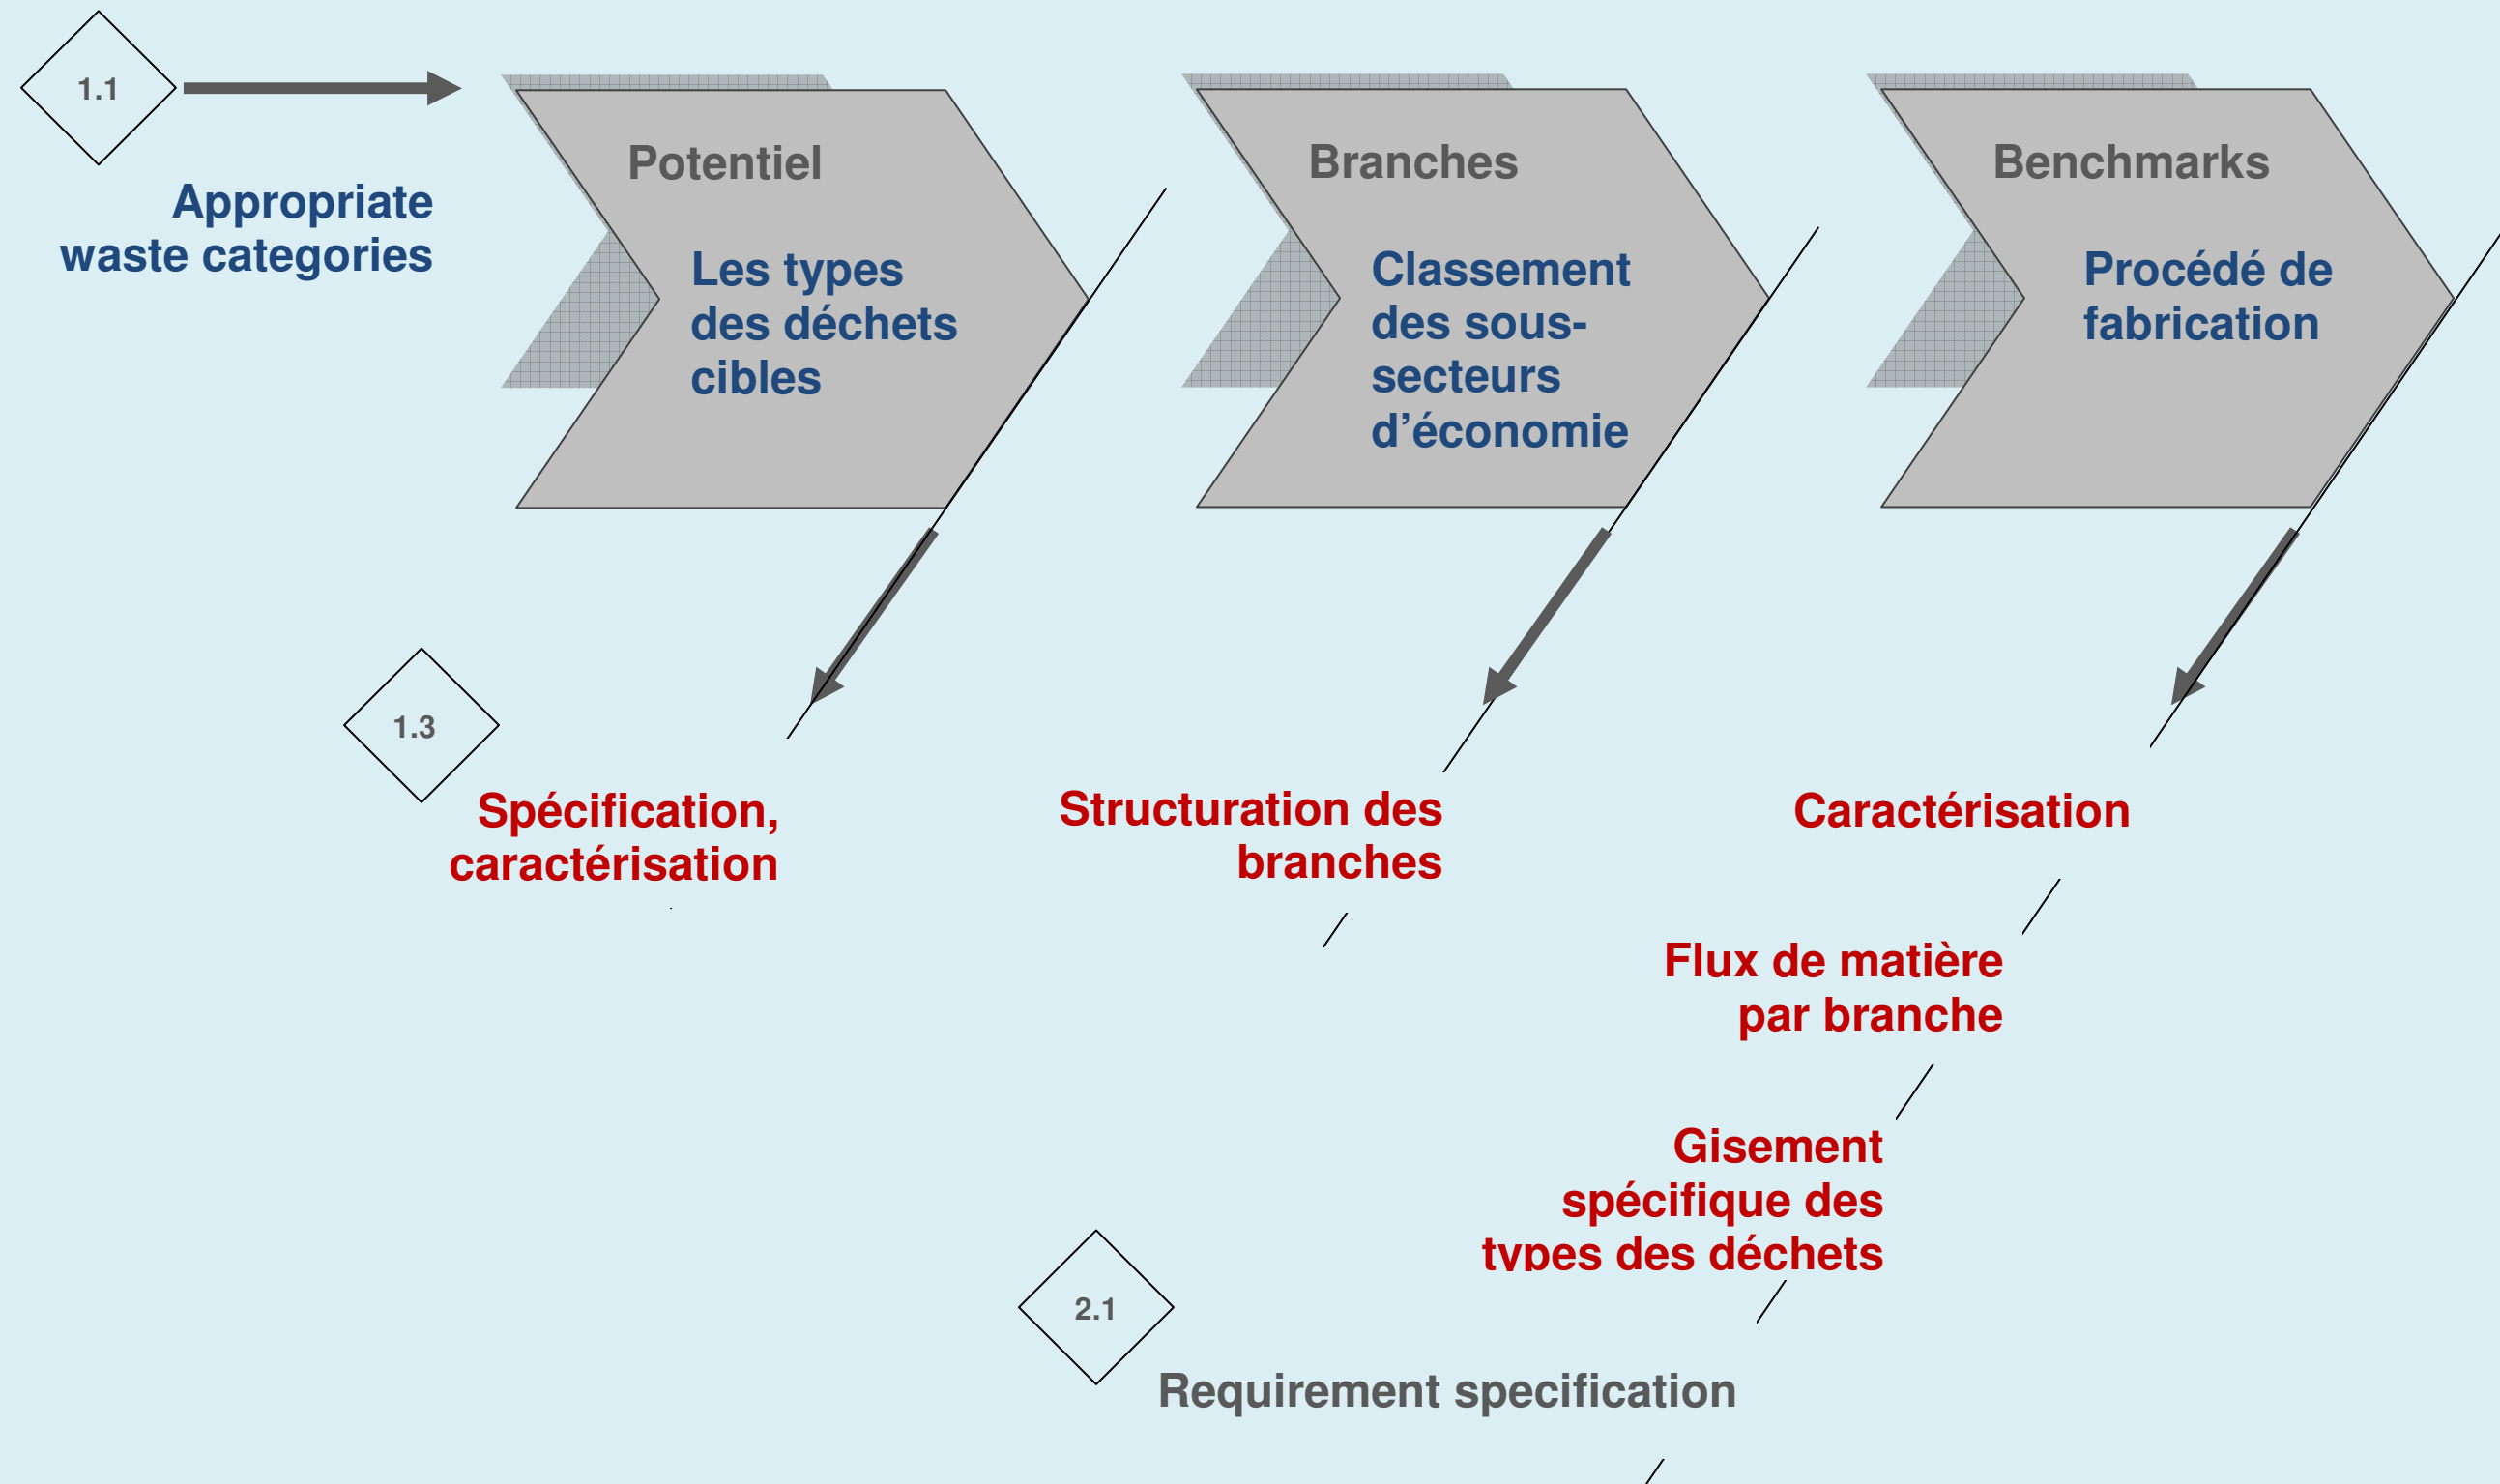 1.1
Appropriate
waste categories
Potentiel
Les types
des déchets
cibles
Branches
Classement
des sous-
secteurs
d’économie
Benchmarks
Procédé de
fabrication
1.3
Spécification,
caractérisation
Structuration des
branches
Caractérisation
Flux de matière
par branche
Gisement
spécifique des
types des déchets
2.1
Requirement specification